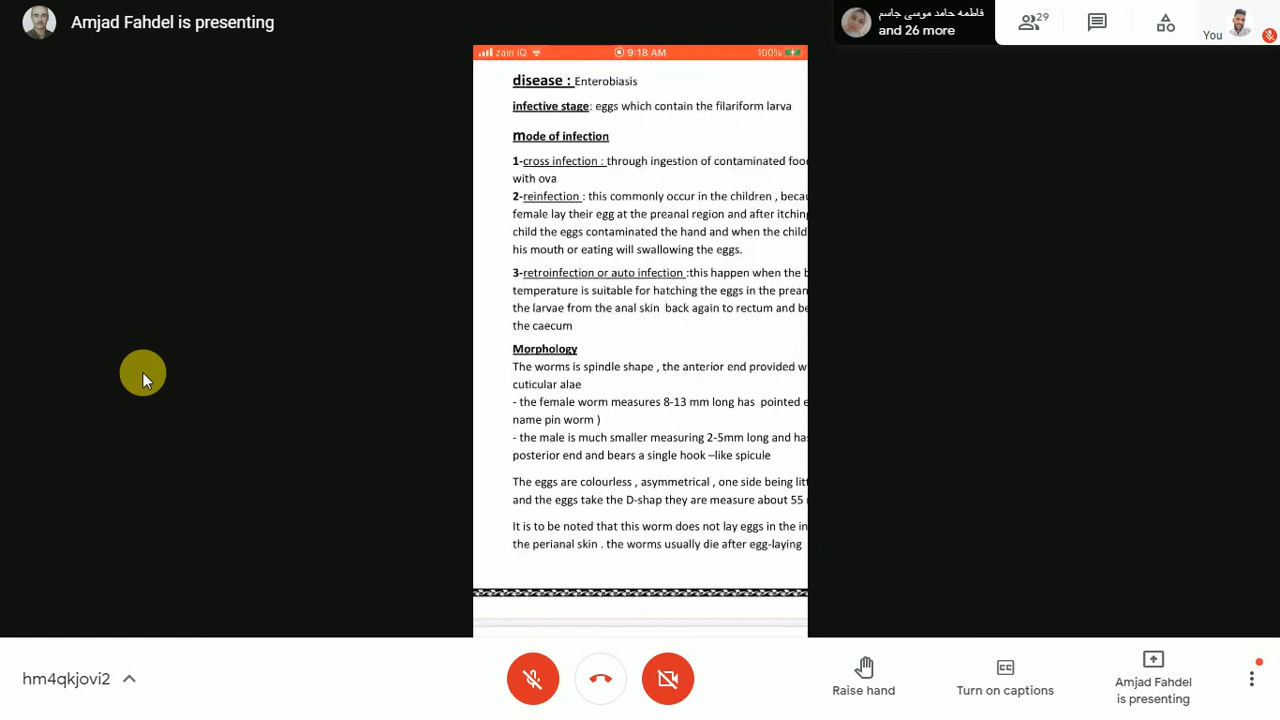 Amjad Fahdel is presenting
فاطمه حامد موسى جاسم
and 26 more
29
You
zain IQ
9:18 AM
100%
disease : Enterobiasis
infective stage: eggs which contain the filariform larva
mode of infection
1-cross infection : through ingestion of contaminated foo
with ova
2-reinfection : this commonly occur in the children , becau
female lay their egg at the preanal region and after itching
child the eggs contaminated the hand and when the child
his mouth or eating will swallowing the eggs.
3-retroinfection or auto infection :this happen when the b
temperature is suitable for hatching the eggs in the prean
the larvae from the anal skin back again to rectum and be
the caecum
Morphology
The worms is spindle shape , the anterior end provided w
cuticular alae
- the female worm measures 8-13 mm long has pointed e
name pin worm )
- the male is much smaller measuring 2-5mm long and has
posterior end and bears a single hook –like spicule
The eggs are colourless , asymmetrical , one side being litt
and the eggs take the D-shap they are measure about 55
It is to be noted that this worm does not lay eggs in the in
the perianal skin . the worms usually die after egg-laying
hm4qkjovi2
Raise hand
CC
Turn on captions
Amjad Fahdel
is presenting